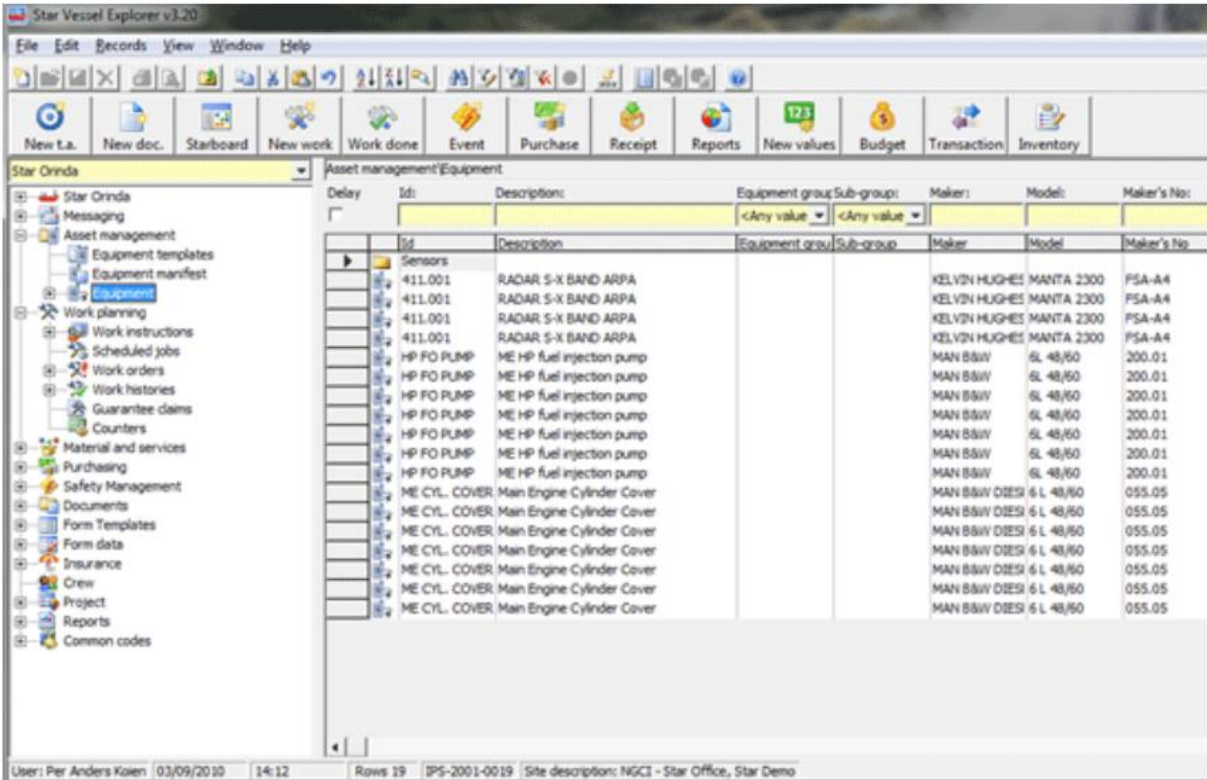 Star Vessel Explorer v3.20
File Edit Records View Window Help
New t.a. New doc. Starboard New work Work done Event Purchase Receipt Reports New values Budget Transaction Inventory
123
Star Orinda
Star Orinda
Messaging
Asset management
Equipment templates
Equipment manifest
Equipment
Work planning
Work instructions
Scheduled jobs
Work orders
Work histories
Guarantee claims
Counters
Material and services
Purchasing
Safety Management
Documents
Form Templates
Form data
Insurance
Crew
Project
Reports
Common codes
Asset management\Equipment
Delay Id: Description: Equipment group Sub-group: Maker: Model: Maker's No:
<Any value <Any value
Id Description Equipment grou Sub-group Maker Model Maker's No
Sensors
411.001 RADAR S-X BAND ARPA KELVIN HUGHES MANTA 2300 PSA-A4
411.001 RADAR S-X BAND ARPA KELVIN HUGHES MANTA 2300 PSA-A4
411.001 RADAR S-X BAND ARPA KELVIN HUGHES MANTA 2300 PSA-A4
411.001 RADAR S-X BAND ARPA KELVIN HUGHES MANTA 2300 PSA-A4
HP FO PUMP ME HP fuel injection pump MAN B&W 6L 48/60 200.01
HP FO PUMP ME HP fuel injection pump MAN B&W 6L 48/60 200.01
HP FO PUMP ME HP fuel injection pump MAN B&W 6L 48/60 200.01
HP FO PUMP ME HP fuel injection pump MAN B&W 6L 48/60 200.01
HP FO PUMP ME HP fuel injection pump MAN B&W 6L 48/60 200.01
HP FO PUMP ME HP fuel injection pump MAN B&W 6L 48/60 200.01
HP FO PUMP ME HP fuel injection pump MAN B&W 6L 48/60 200.01
ME CYL. COVER Main Engine Cylinder Cover MAN B&W DIESE 6 L 48/60 055.05
ME CYL. COVER Main Engine Cylinder Cover MAN B&W DIESE 6 L 48/60 055.05
ME CYL. COVER Main Engine Cylinder Cover MAN B&W DIESE 6 L 48/60 055.05
ME CYL. COVER Main Engine Cylinder Cover MAN B&W DIESE 6 L 48/60 055.05
ME CYL. COVER Main Engine Cylinder Cover MAN B&W DIESE 6 L 48/60 055.05
ME CYL. COVER Main Engine Cylinder Cover MAN B&W DIESE 6 L 48/60 055.05
ME CYL. COVER Main Engine Cylinder Cover MAN B&W DIESE 6 L 48/60 055.05
User: Per Anders Koien 03/09/2010 14:12 Rows 19 IPS-2001-0019 Site description: NGCI - Star Office, Star Demo